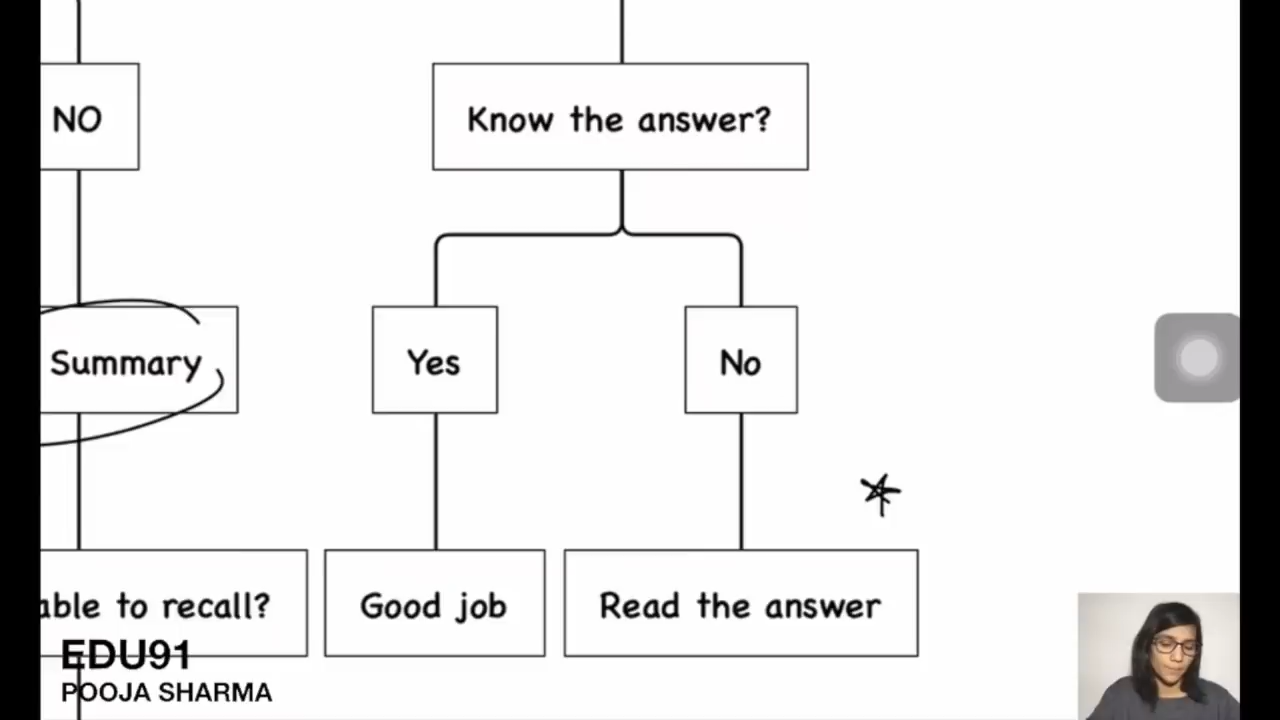 NO
Know the answer?
Summary
Yes
No
able to recall?
Good job
Read the answer
EDU91
POOJA SHARMA